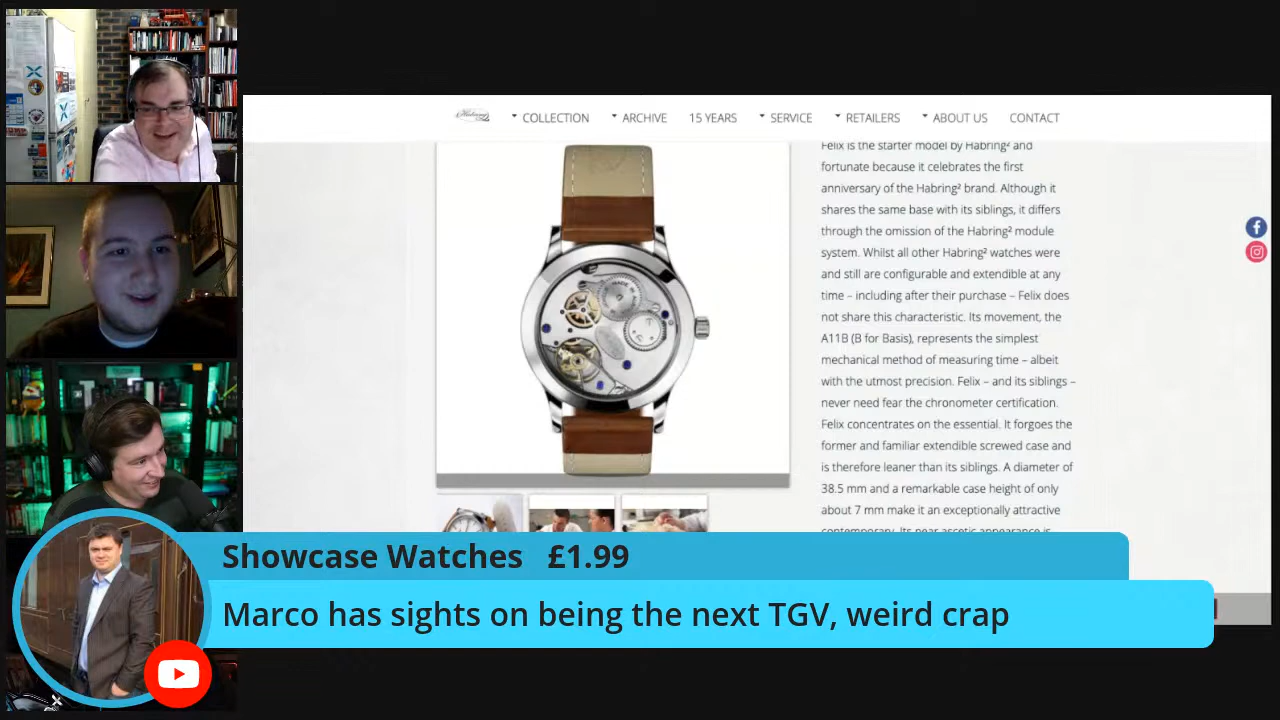 COLLECTION
ARCHIVE
15 YEARS
SERVICE
RETAILERS
ABOUT US
CONTACT
Felix is the starter model by Habring² and
fortunate because it celebrates the first
anniversary of the Habring² brand. Although it
shares the same base with its siblings, it differs
through the omission of the Habring² module
system. Whilst all other Habring² watches were
and still are configurable and extendible at any
time – including after their purchase – Felix does
not share this characteristic. Its movement, the
A11B (B for Basis), represents the simplest
mechanical method of measuring time – albeit
with the utmost precision. Felix – and its siblings –
never need fear the chronometer certification.
Felix concentrates on the essential. It forgoes the
former and familiar extendible screwed case and
is therefore leaner than its siblings. A diameter of
38.5 mm and a remarkable case height of only
about 7 mm make it an exceptionally attractive
contemporary. Its near ascetic appearance is
Showcase Watches £1.99
Marco has sights on being the next TGV, weird crap